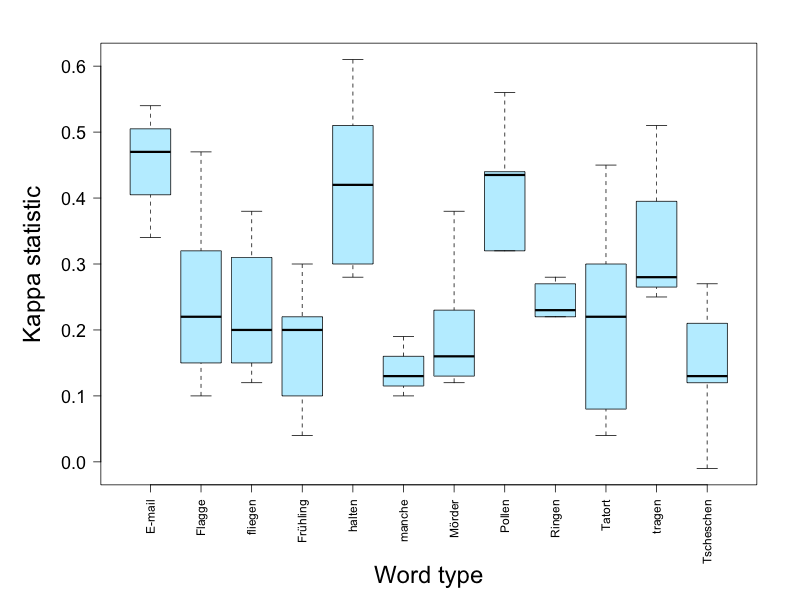 Kappa statistic
0.6
0.5
0.4
0.3
0.2
0.1
0.0
E-mail
Flagge
fliegen
Frühling
halten
manche
Mörder
Pollen
Ringen
Tatort
tragen
Tscheschen
Word type